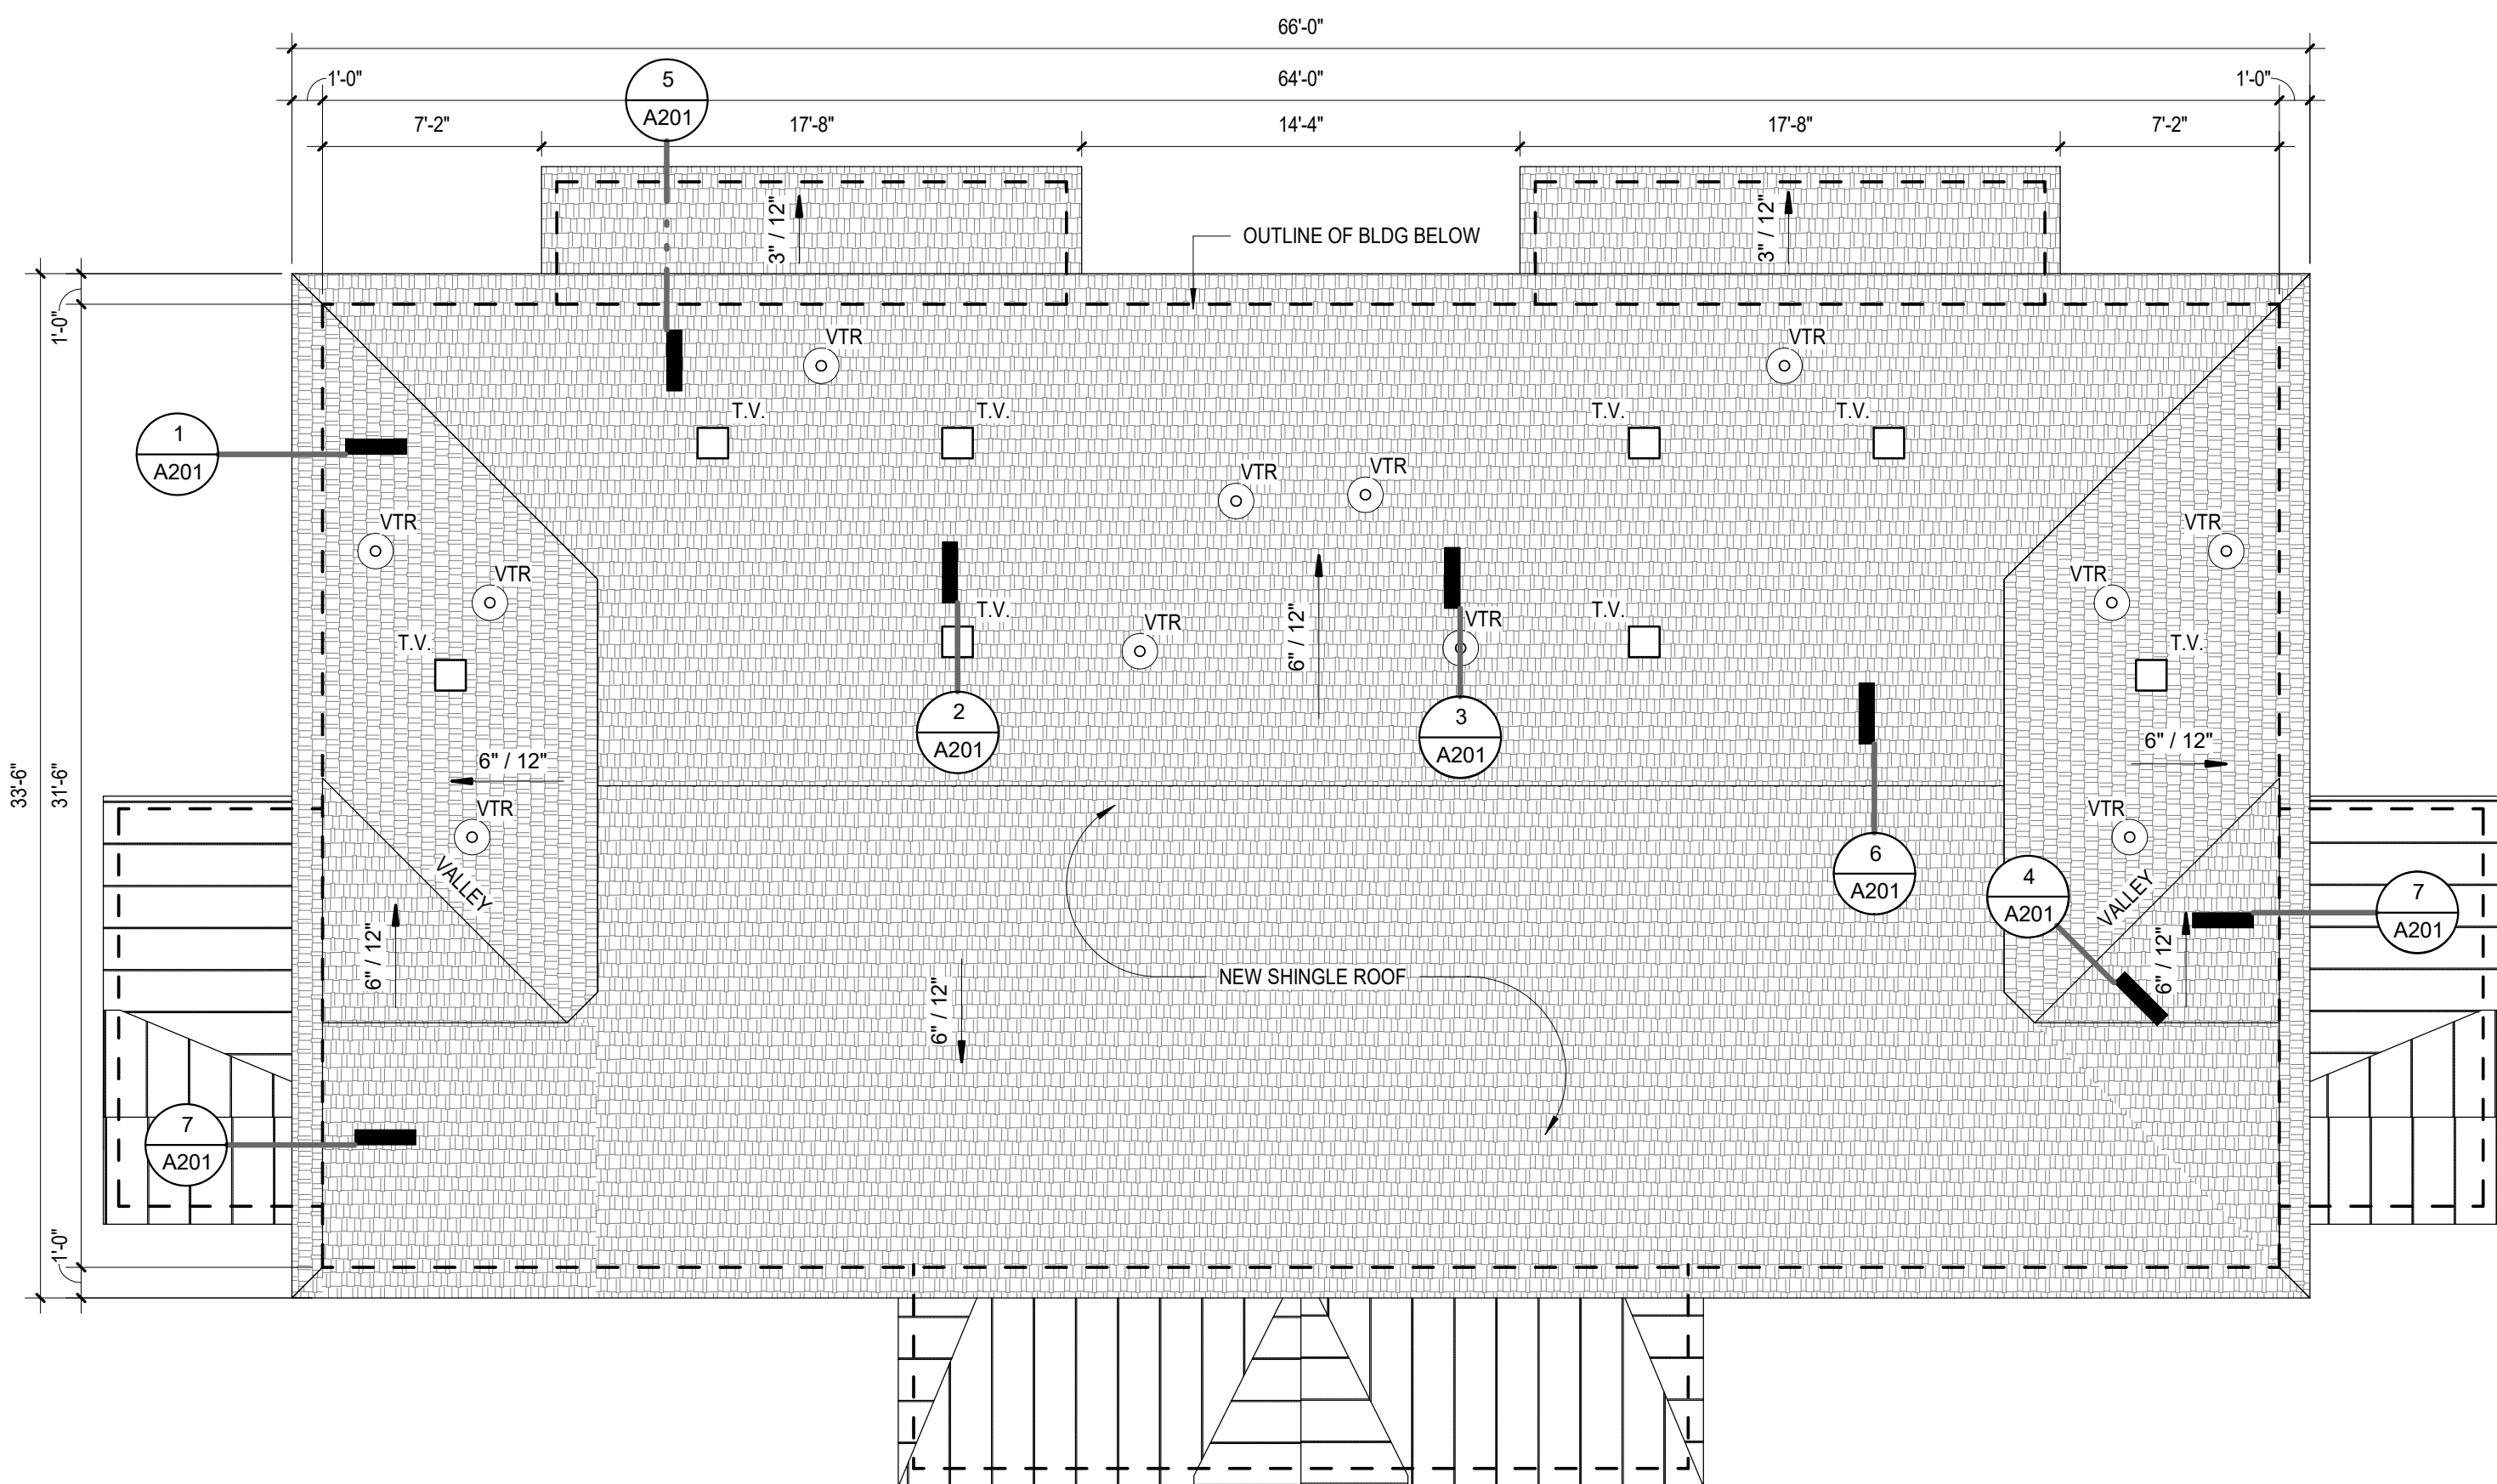 66'-0"
1'-0"
64'-0"
1'-0"
5
A201
7'-2"
17'-8"
14'-4"
17'-8"
7'-2"
3" / 12"
3" / 12"
OUTLINE OF BLDG BELOW
1'-0"
VTR
VTR
T.V.
T.V.
T.V.
T.V.
1
A201
VTR
VTR
VTR
VTR
VTR
VTR
T.V.
T.V.
VTR
VTR
6" / 12"
T.V.
T.V.
2
A201
3
A201
6" / 12"
6" / 12"
33'-6"
31'-6"
VTR
VTR
6
A201
4
A201
7
A201
VALLEY
VALLEY
6" / 12"
6" / 12"
NEW SHINGLE ROOF
6" / 12"
7
A201
1'-0"